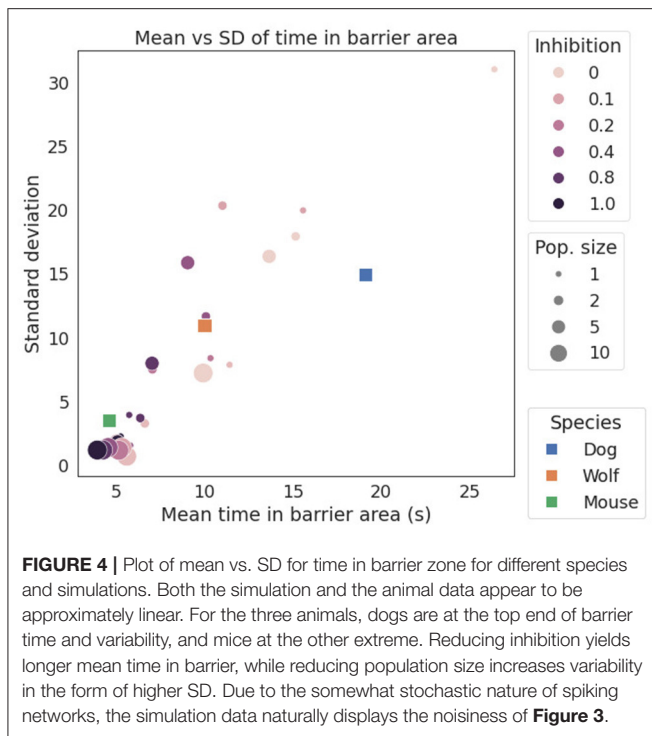 Mean vs SD of time in barrier area
30
25
20
15
10
5
0
Standard deviation
5
10
15
20
25
Mean time in barrier area (s)
Inhibition
0
0.1
0.2
0.4
0.8
1.0
Pop. size
1
2
5
10
Species
Dog
Wolf
Mouse
FIGURE 4 | Plot of mean vs. SD for time in barrier zone for different species
and simulations. Both the simulation and the animal data appear to be
approximately linear. For the three animals, dogs are at the top end of barrier
time and variability, and mice at the other extreme. Reducing inhibition yields
longer mean time in barrier, while reducing population size increases variability
in the form of higher SD. Due to the somewhat stochastic nature of spiking
networks, the simulation data naturally displays the noisiness of Figure 3.